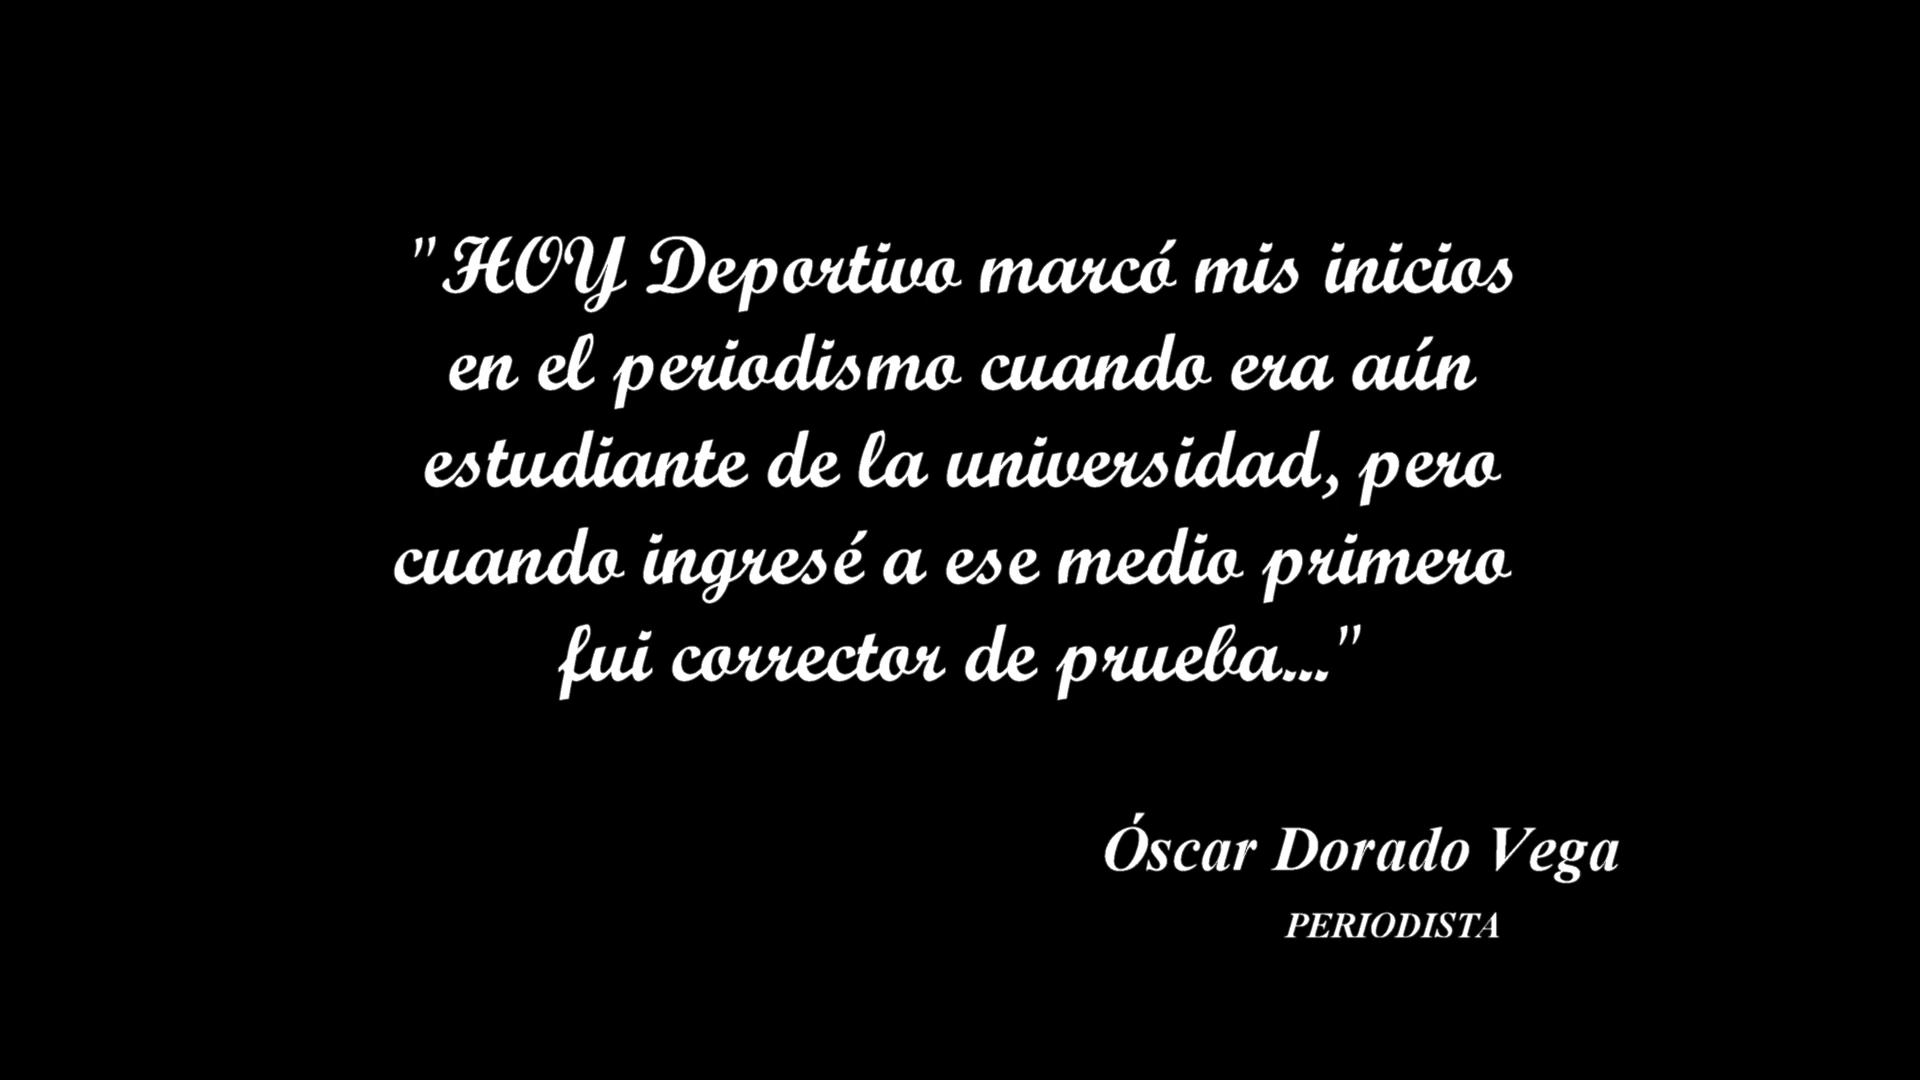 "HOY Deportivo marcó mis inicios
en el periodismo cuando era aún
estudiante de la universidad, pero
cuando ingresé a ese medio primero
fui corrector de prueba..."
Óscar Dorado Vega
PERIODISTA